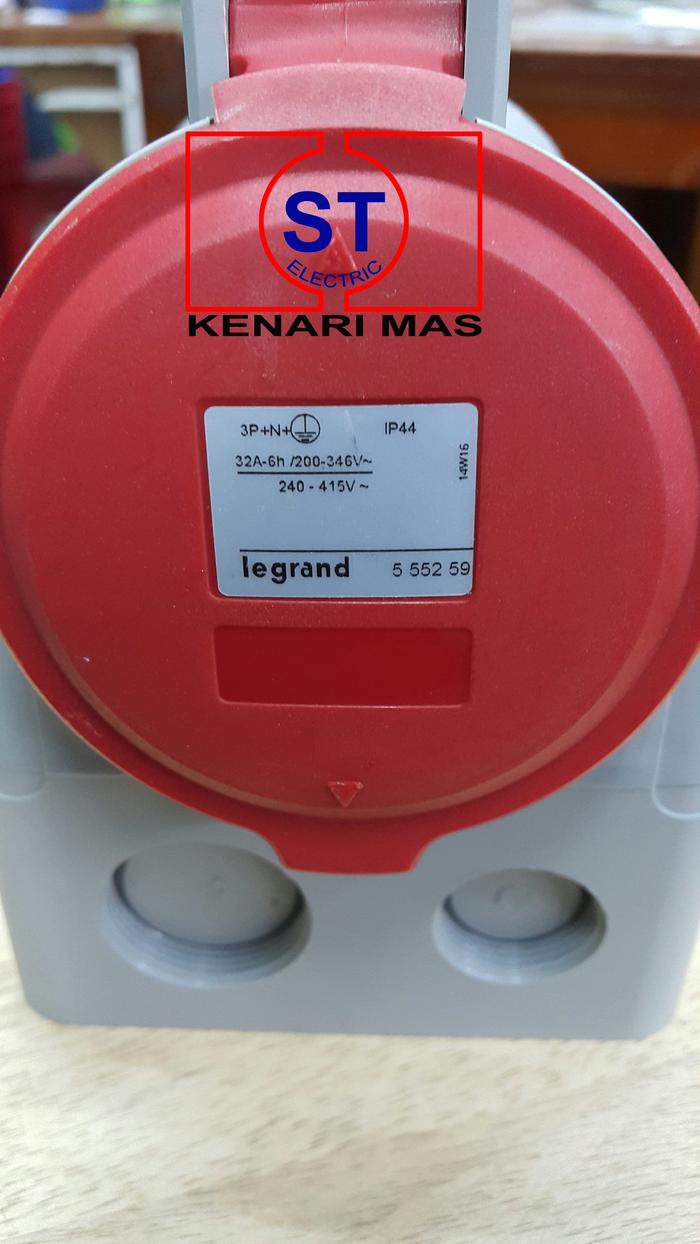 ST
ELECTRIC
KENARI MAS
3P+N+ IP44
32A-6h /200-346V~
240 - 415V ~
14W16
legrand 5 552 59